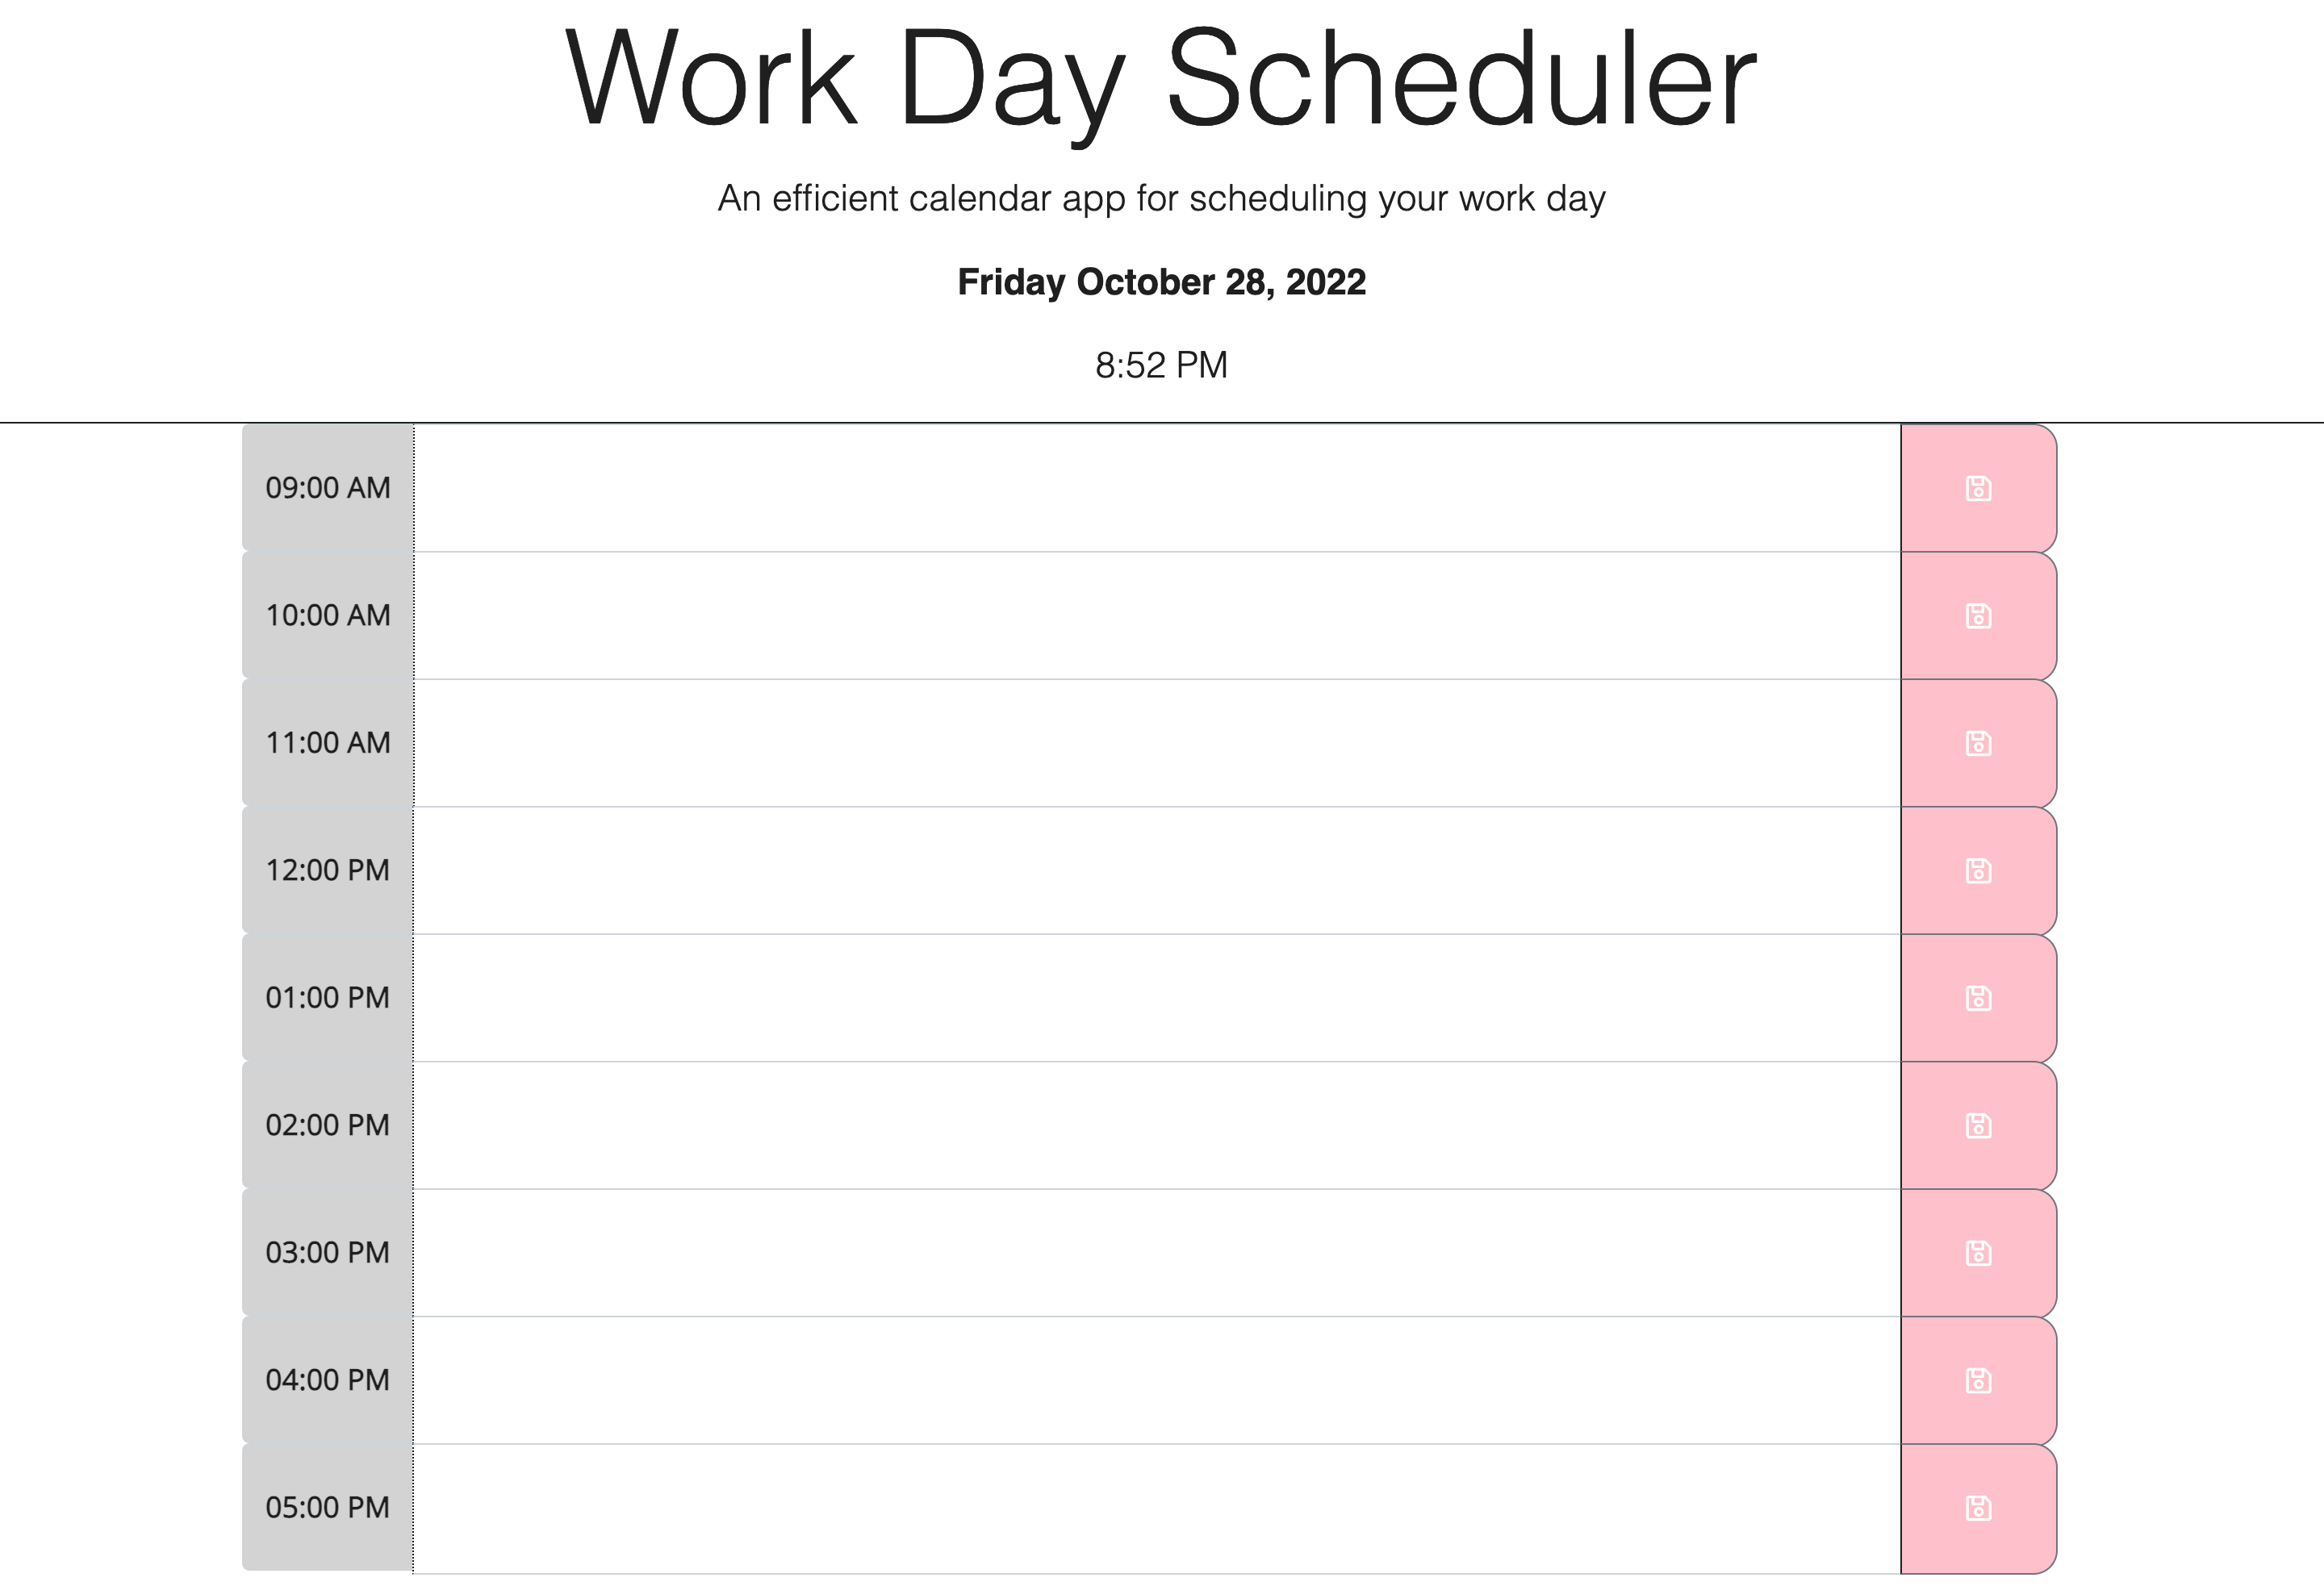 Work Day Scheduler
An efficient calendar app for scheduling your work day
Friday October 28, 2022
8:52 PM
09:00 AM
10:00 AM
11:00 AM
12:00 PM
01:00 PM
02:00 PM
03:00 PM
04:00 PM
05:00 PM